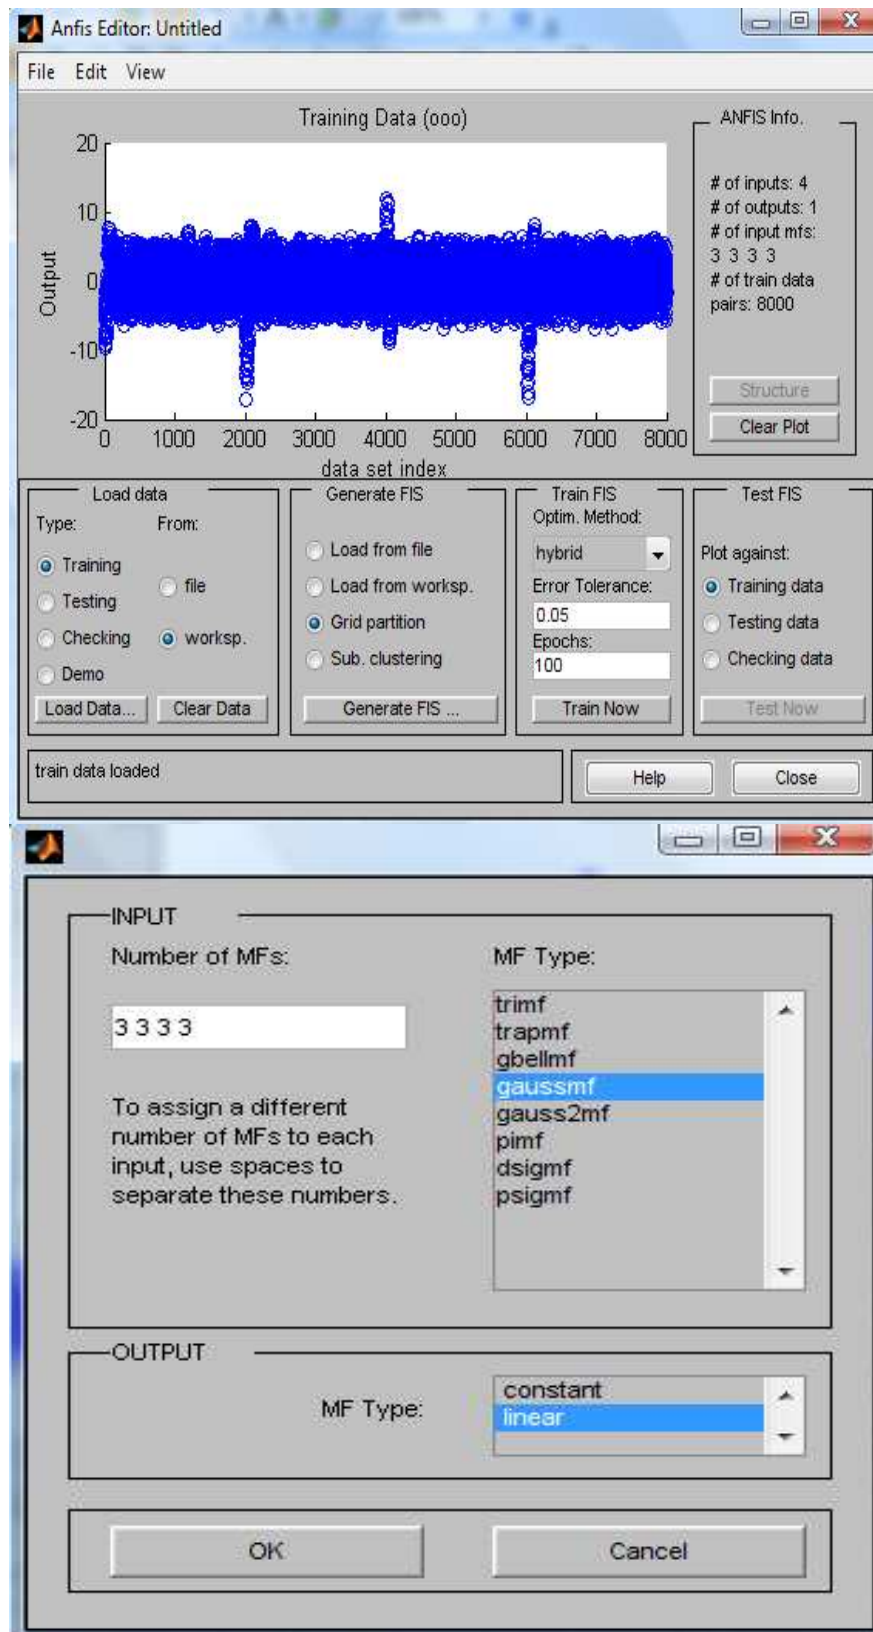 Anfis Editor: Untitled
File Edit View
Training Data (ooo)
20
10
0
-10
-20
Output
0 1000 2000 3000 4000 5000 6000 7000 8000
data set index
ANFIS Info.
# of inputs: 4
# of outputs: 1
# of input mfs:
3 3 3 3
# of train data
pairs: 8000
Structure
Clear Plot
Load data
Type: From:
Training
Testing
Checking
Demo
file
worksp.
Load Data... Clear Data
Generate FIS
Load from file
Load from worksp.
Grid partition
Sub. clustering
Generate FIS ...
Train FIS
Optim. Method:
hybrid
Error Tolerance:
0.05
Epochs:
100
Train Now
Test FIS
Plot against:
Training data
Testing data
Checking data
Test Now
train data loaded
Help Close
INPUT
Number of MFs:
3 3 3 3
To assign a different
number of MFs to each
input, use spaces to
separate these numbers.
MF Type:
trimf
trapmf
gbellmf
gaussmf
gauss2mf
pimf
dsigmf
psigmf
OUTPUT
MF Type:
constant
linear
OK Cancel